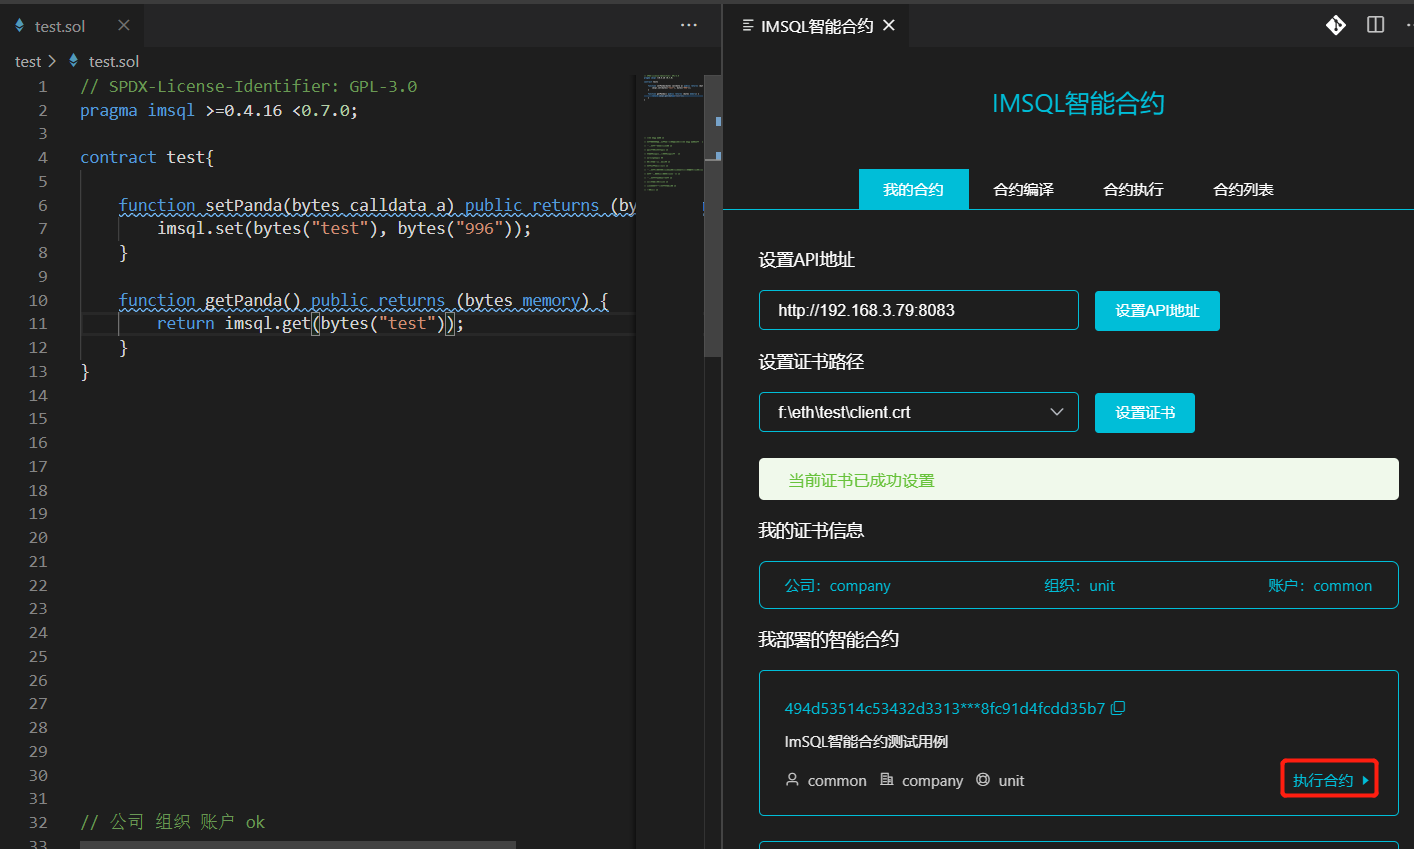 test.sol
test > test.sol
1 // SPDX-License-Identifier: GPL-3.0
2 pragma imsql >=0.4.16 <0.7.0;
3
4 contract test{
5
6 function setPanda(bytes calldata a) public returns (by
7 imsql.set(bytes("test"), bytes("996"));
8 }
9
10 function getPanda() public returns (bytes memory) {
11 return imsql.get(bytes("test"));
12 }
13 }
14
15
16
17
18
19
20
21
22
23
24
25
26
27
28
29
30
31
32 // 公司 组织 账户 ok
33
IMSQL智能合约
IMSQL智能合约
我的合约 合约编译 合约执行 合约列表
设置API地址
http://192.168.3.79:8083 设置API地址
设置证书路径
f:\eth\test\client.crt 设置证书
当前证书已成功设置
我的证书信息
公司：company 组织：unit 账户：common
我部署的智能合约
494d53514c53432d3313***8fc91d4fcdd35b7
ImSQL智能合约测试用例
common company unit 执行合约